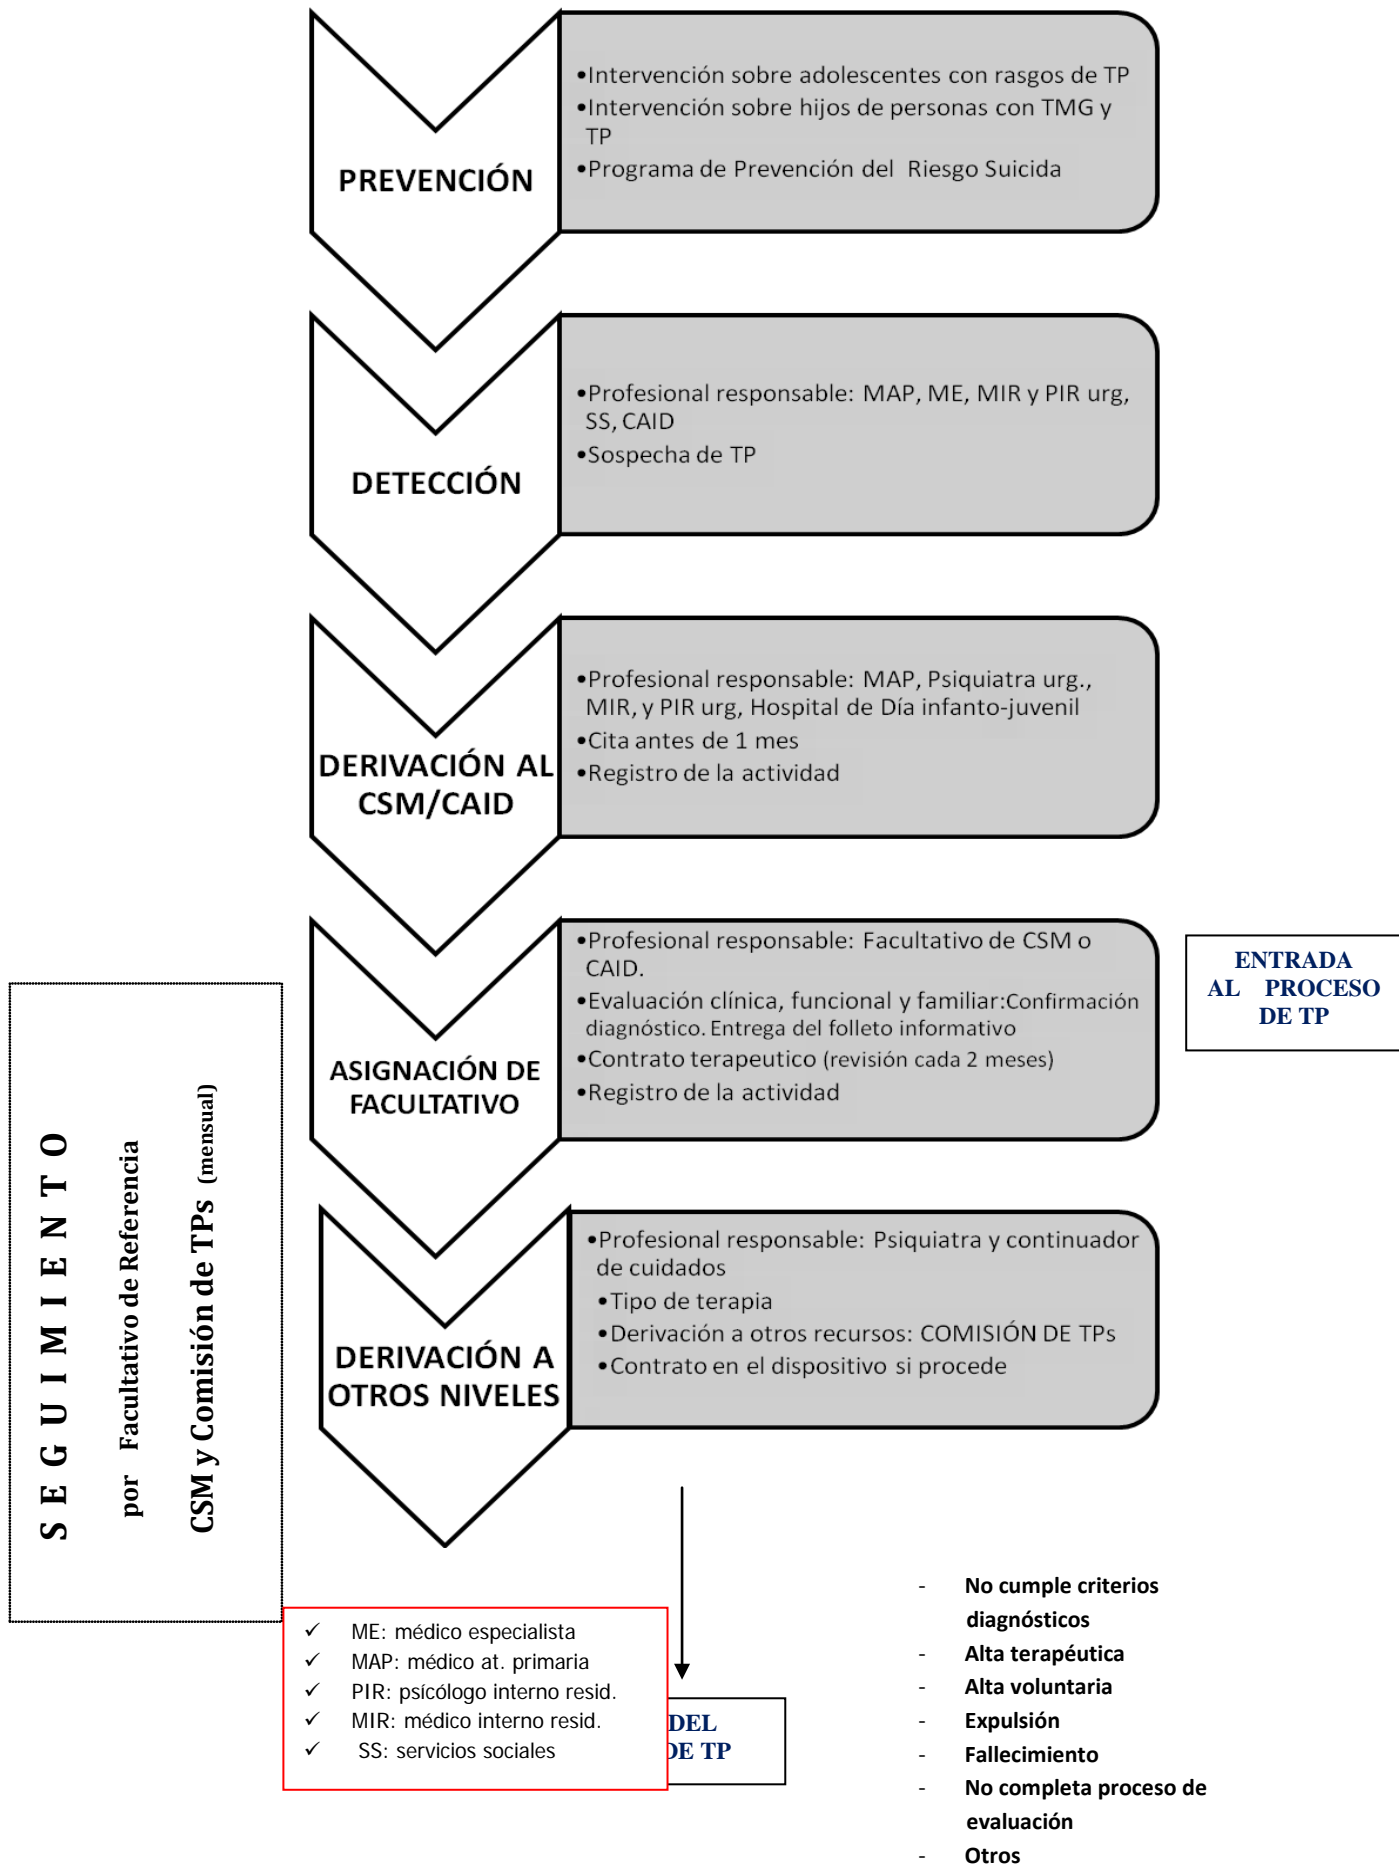 PREVENCIÓN
•Intervención sobre adolescentes con rasgos de TP
•Intervención sobre hijos de personas con TMG y
TP
•Programa de Prevención del Riesgo Suicida
DETECCIÓN
•Profesional responsable: MAP, ME, MIR y PIR urg,
SS, CAID
•Sospecha de TP
DERIVACIÓN AL
CSM/CAID
•Profesional responsable: MAP, Psiquiatra urg.,
MIR, y PIR urg, Hospital de Día infanto-juvenil
•Cita antes de 1 mes
•Registro de la actividad
ASIGNACIÓN DE
FACULTATIVO
•Profesional responsable: Facultativo de CSM o
CAID.
•Evaluación clínica, funcional y familiar:Confirmación
diagnóstico. Entrega del folleto informativo
•Contrato terapeutico (revisión cada 2 meses)
•Registro de la actividad
ENTRADA
AL PROCESO
DE TP
DERIVACIÓN A
OTROS NIVELES
•Profesional responsable: Psiquiatra y continuador
de cuidados
•Tipo de terapia
•Derivación a otros recursos: COMISIÓN DE TPs
•Contrato en el dispositivo si procede
S E G U I M I E N T O
por Facultativo de Referencia
CSM y Comisión de TPs (mensual)
✓ ME: médico especialista
✓ MAP: médico at. primaria
✓ PIR: psícólogo interno resid.
✓ MIR: médico interno resid.
✓ SS: servicios sociales
DEL
DE TP
- No cumple criterios
diagnósticos
- Alta terapéutica
- Alta voluntaria
- Expulsión
- Fallecimiento
- No completa proceso de
evaluación
- Otros